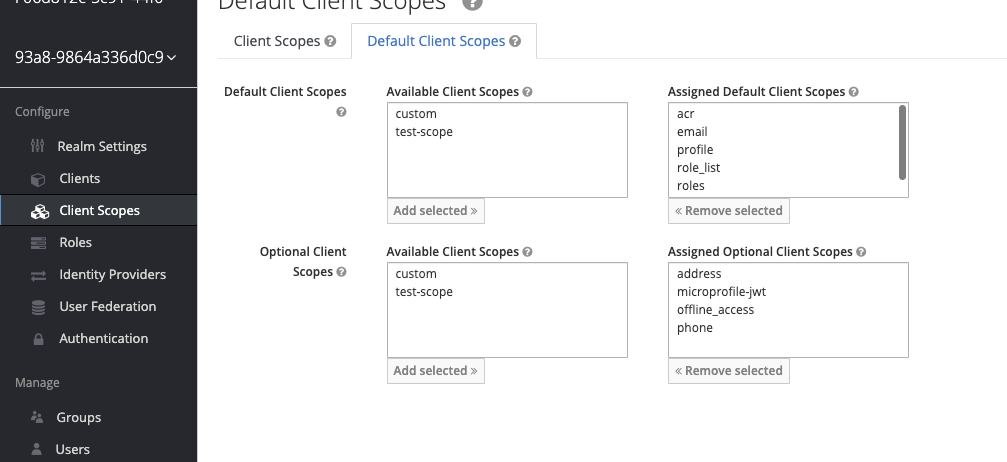 Default Client Scopes
93a8-9864a336d0c9
Client Scopes
Default Client Scopes
Configure
Realm Settings
Clients
Client Scopes
Roles
Identity Providers
User Federation
Authentication
Manage
Groups
Users
Default Client Scopes
Available Client Scopes
custom
test-scope
Add selected »
Assigned Default Client Scopes
acr
email
profile
role_list
roles
« Remove selected
Optional Client
Scopes
Available Client Scopes
custom
test-scope
Add selected »
Assigned Optional Client Scopes
address
microprofile-jwt
offline_access
phone
« Remove selected